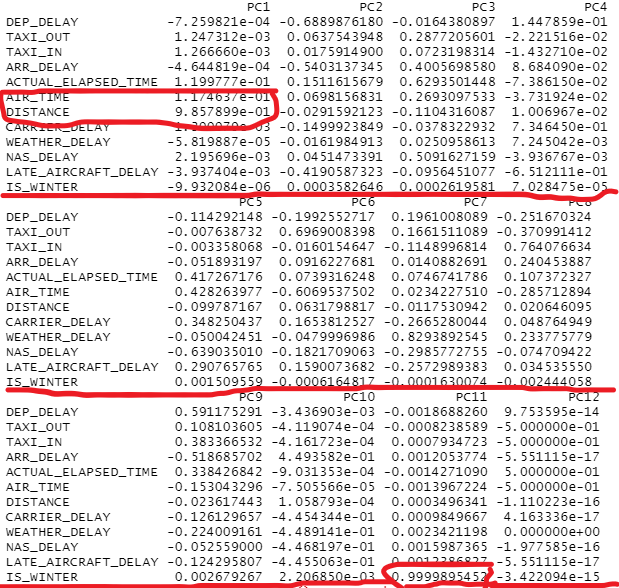 PC1 PC2 PC3 PC4
DEP_DELAY -7.259821e-04 -0.6889876180 -0.0164380897 1.447859e-01
TAXI_OUT 1.247312e-03 0.0637543948 0.2877205601 -2.221516e-02
TAXI_IN 1.266660e-03 0.0175914900 0.0723198314 -1.432710e-02
ARR_DELAY -4.644819e-04 -0.5403137345 0.4005698580 8.684090e-02
ACTUAL_ELAPSED_TIME 1.199777e-01 0.1511615679 0.6293501448 -7.386150e-02
AIR_TIME 1.174637e-01 0.0698156831 0.2693097533 -3.731924e-02
DISTANCE 9.857899e-01 -0.0291592123 -0.1104316087 1.006967e-02
CARRIER_DELAY -0.1499923849 -0.0378322932 7.346450e-01
WEATHER_DELAY -5.819887e-05 -0.0161984913 0.0250958613 7.245042e-03
NAS_DELAY 2.195696e-03 0.0451473391 0.5091627159 -3.936767e-03
LATE_AIRCRAFT_DELAY -3.937404e-03 -0.4190587323 -0.0956451077 -6.512111e-01
IS_WINTER -9.932084e-06 0.0003582646 0.0002619581 7.028475e-05
PC5 PC6 PC7 PC8
DEP_DELAY -0.114292148 -0.1992552717 0.1961008089 -0.251670324
TAXI_OUT -0.007638732 0.6969008398 0.1661511089 -0.370991412
TAXI_IN -0.003358068 -0.0160154647 -0.1148996814 0.764076634
ARR_DELAY -0.051893197 0.0916227681 0.0140882691 0.240453887
ACTUAL_ELAPSED_TIME 0.417267176 0.0739316248 0.0746741786 0.107372327
AIR_TIME 0.428263977 -0.6069537502 0.0234227510 -0.285712894
DISTANCE -0.099787167 0.0631798817 -0.0117530942 0.020646095
CARRIER_DELAY 0.348250437 0.1653812527 -0.2665280044 0.048764949
WEATHER_DELAY -0.050042451 -0.0479996986 0.8293892545 0.233775779
NAS_DELAY -0.639035010 -0.1821709063 -0.2985772755 -0.074709422
LATE_AIRCRAFT_DELAY 0.290765765 0.1590073682 -0.2572989383 0.034535550
IS_WINTER 0.001509559 -0.0006164817 -0.0001630074 -0.002444058
PC9 PC10 PC11 PC12
DEP_DELAY 0.591175291 -3.436903e-03 -0.0018688260 9.753595e-14
TAXI_OUT 0.108103605 -4.119074e-04 -0.0008238589 -5.000000e-01
TAXI_IN 0.383366532 -4.161723e-04 0.0007934723 -5.000000e-01
ARR_DELAY -0.518685702 4.493582e-01 0.0012053774 -5.551115e-17
ACTUAL_ELAPSED_TIME 0.338426842 -9.031353e-04 -0.0014271090 5.000000e-01
AIR_TIME -0.153043296 -7.505566e-05 -0.0013967224 -5.000000e-01
DISTANCE -0.023617443 1.058793e-04 0.0003496341 -1.110223e-16
CARRIER_DELAY -0.126129657 -4.454344e-01 0.0009849667 4.163336e-17
WEATHER_DELAY -0.224009161 -4.489141e-01 0.0023421198 0.000000e+00
NAS_DELAY -0.052559000 -4.468197e-01 0.0015987365 -1.977585e-16
LATE_AIRCRAFT_DELAY -0.124295807 -4.455063e-01 -5.551115e-17
IS_WINTER 0.002679267 2.206850e-03 0.9999895452 -3.422094e-15